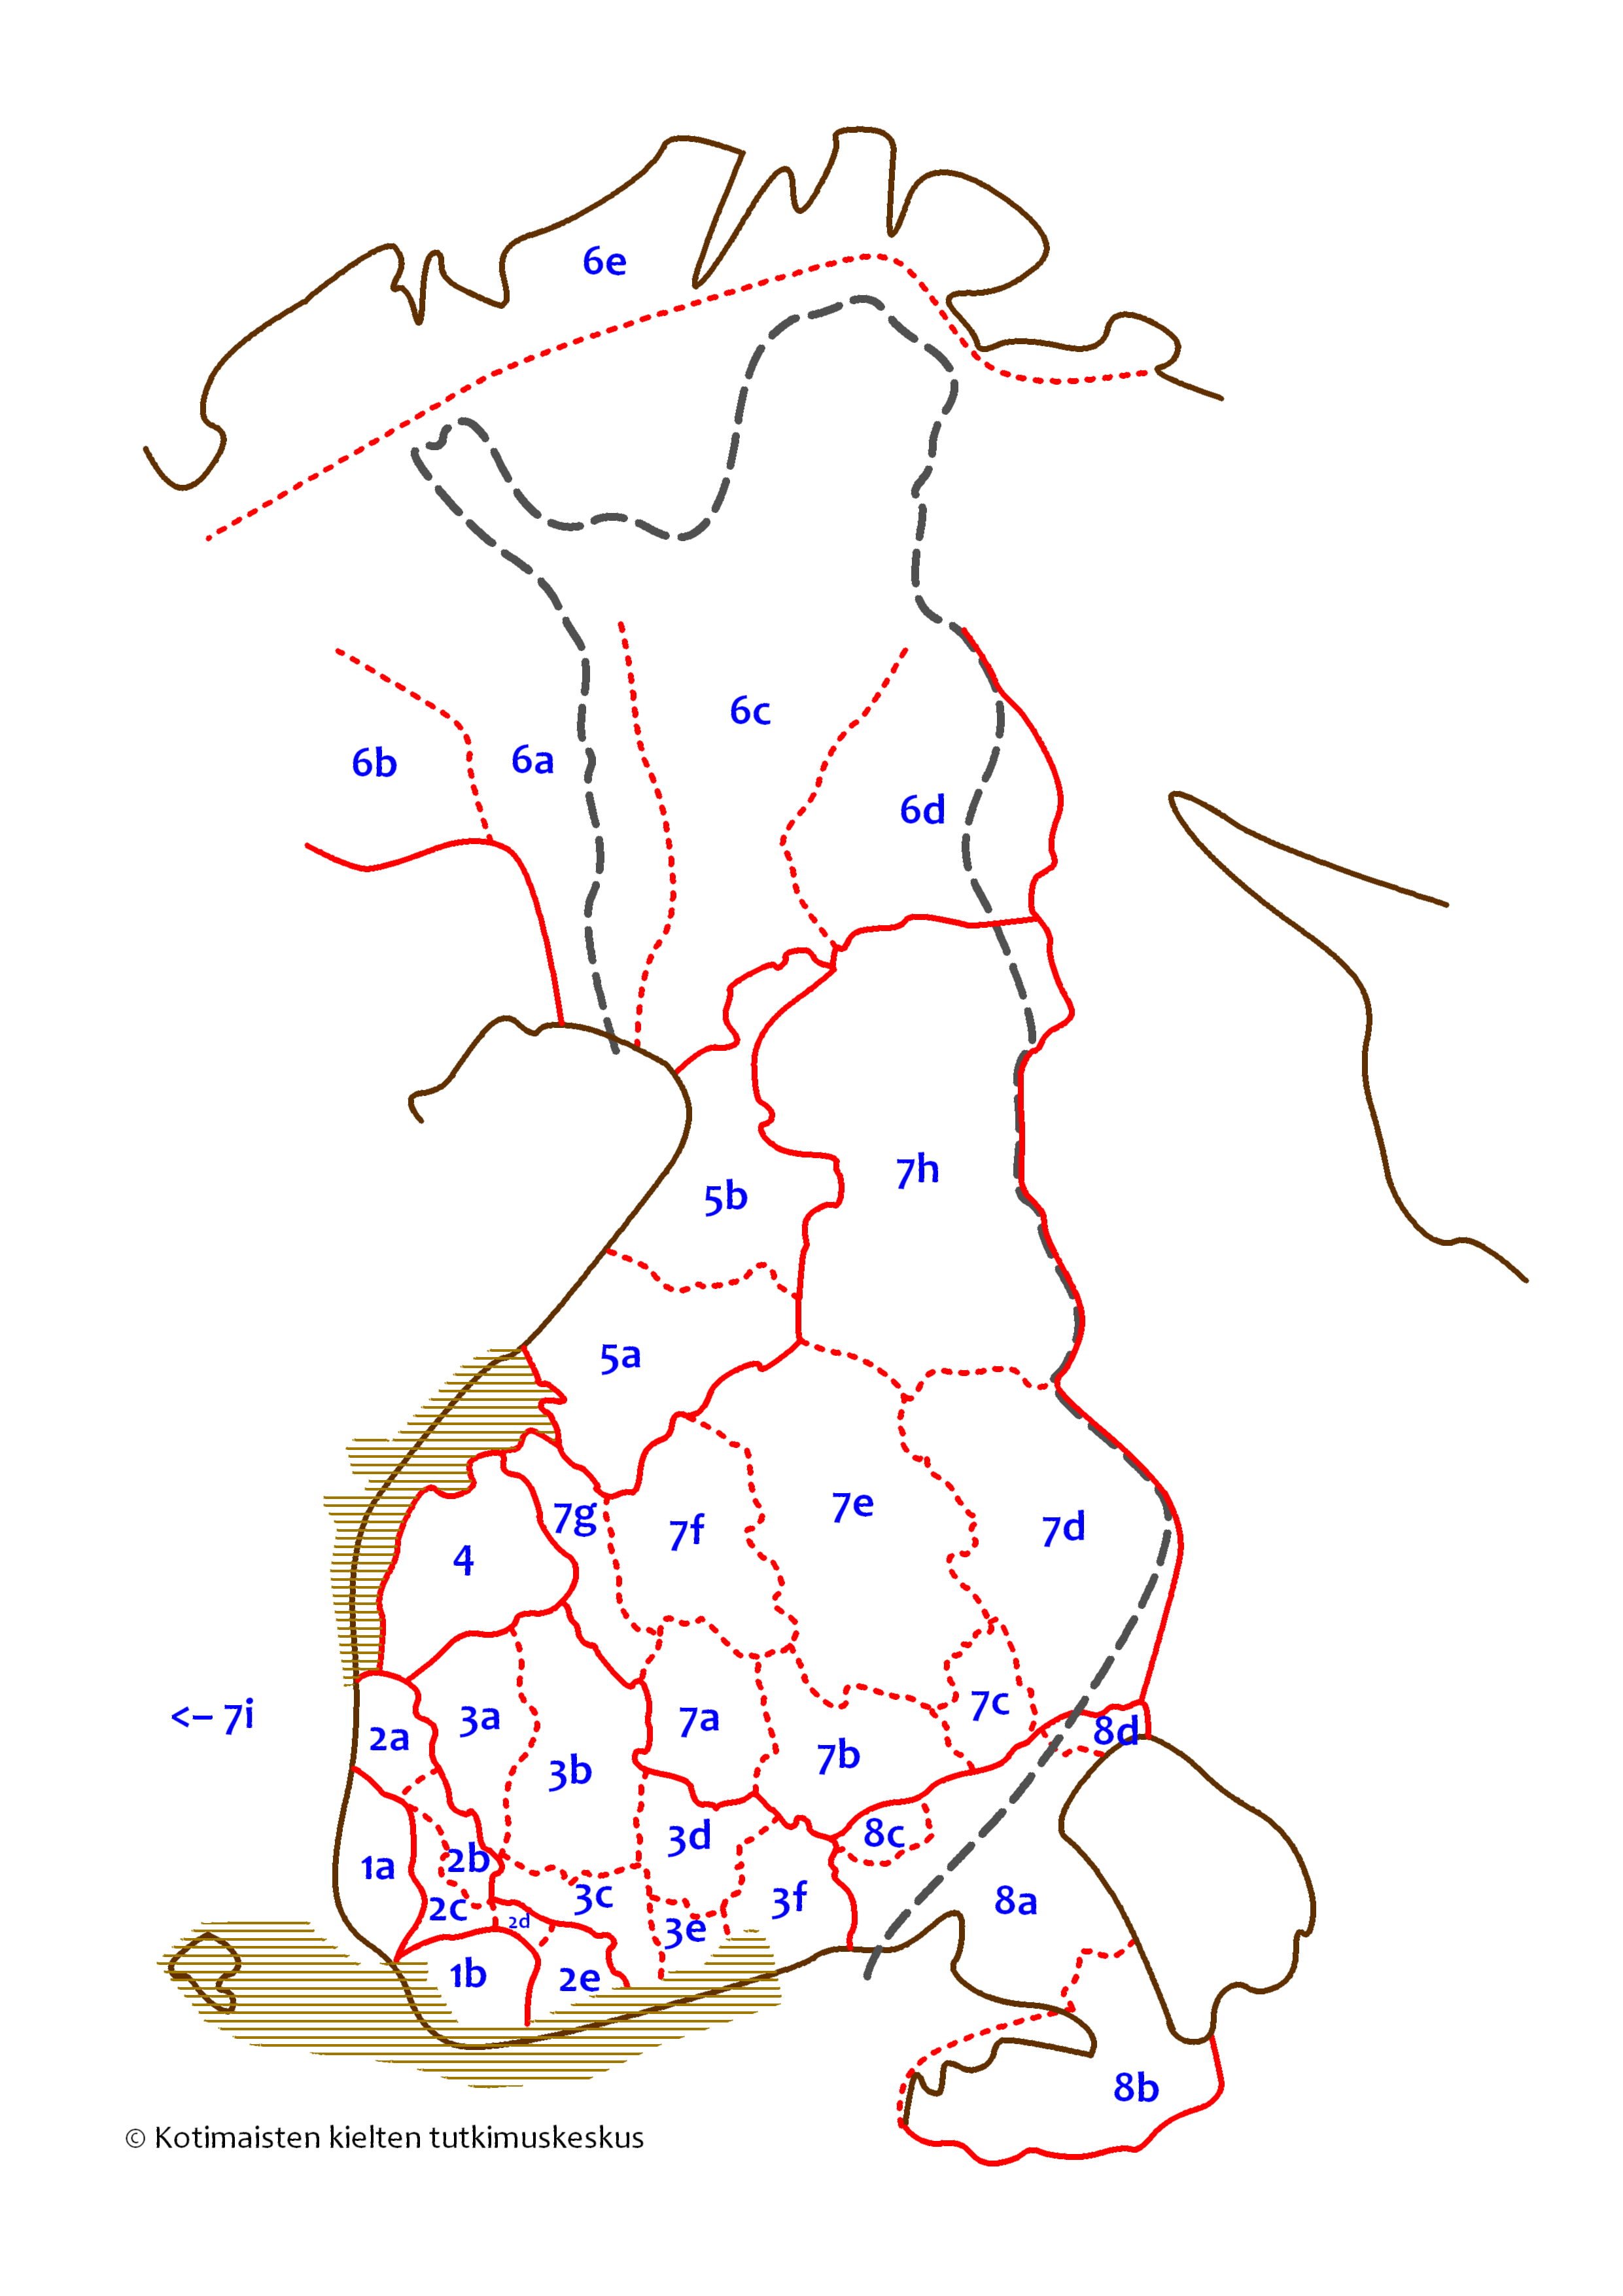 6e
6c
6b
6a
6d
7h
5b
5a
7e
7g
7f
7d
4
7c
<– 7i
3a
7a
8d
2a
7b
3b
3d
8c
2b
1a
3c
3f
8a
2c
2d
3e
1b
2e
8b
© Kotimaisten kielten tutkimuskeskus